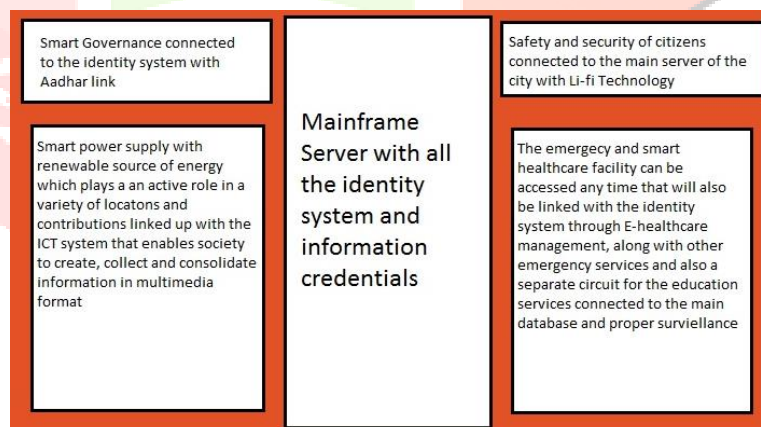 Smart Governance connected
to the identity system with
Aadhar link
Smart power supply with
renewable source of energy
which plays a an active role in a
variety of locatons and
contributions linked up with the
ICT system that enables society
to create, collect and consolidate
information in multimedia
format
Mainframe
Server with all
the identity
system and
information
credentials
Safety and security of citizens
connected to the main server of the
city with Li-fi Technology
The emergecy and smart
healthcare facility can be
accessed any time that will also
be linked with the identity
system through E-healthcare
management, along with other
emergency services and also a
separate circuit for the education
services connected to the main
database and proper surviellance